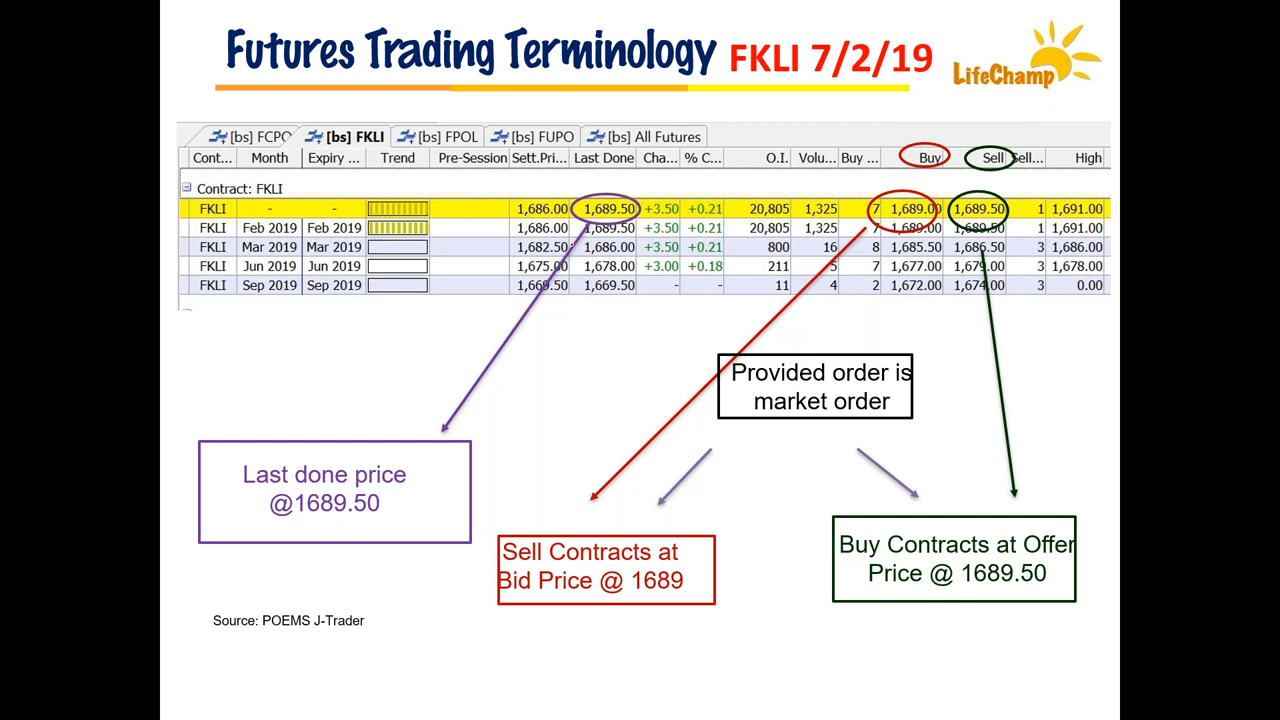 Futures Trading Terminology FKLI 7/2/19
LifeChamp
[bs] FCPO [bs] FKLI [bs] FPOL [bs] FUPO [bs] All Futures
Cont... Month Expiry ... Trend Pre-Session Sett.Pri... Last Done Cha... % C... O.I. Volu... Buy ... Buy Sell Sell... High
Contract: FKLI
FKLI - - 1,686.00 1,689.50 +3.50 +0.21 20,805 1,325 7 1,689.00 1,689.50 1 1,691.00
FKLI Feb 2019 Feb 2019 1,686.00 1,689.50 +3.50 +0.21 20,805 1,325 7 1,689.00 1,689.50 1 1,691.00
FKLI Mar 2019 Mar 2019 1,682.50 1,686.00 +3.50 +0.21 800 16 8 1,685.50 1,686.50 3 1,686.00
FKLI Jun 2019 Jun 2019 1,675.00 1,678.00 +3.00 +0.18 211 5 7 1,677.00 1,679.00 3 1,678.00
FKLI Sep 2019 Sep 2019 1,669.50 1,669.50 - - 11 4 2 1,672.00 1,674.00 3 0.00
Provided order is
market order
Last done price
@1689.50
Sell Contracts at
Bid Price @ 1689
Buy Contracts at Offer
Price @ 1689.50
Source: POEMS J-Trader